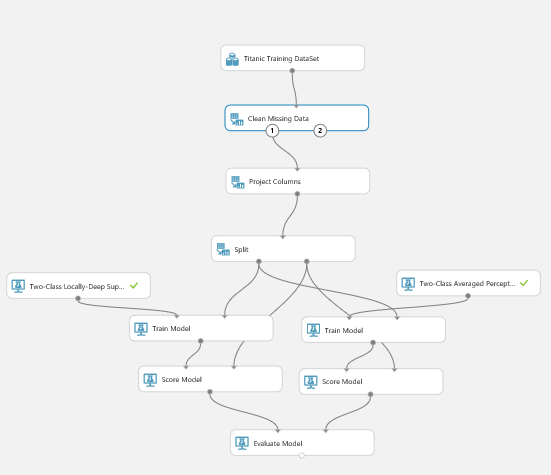 Titanic Training DataSet
Clean Missing Data
1
2
Project Columns
Split
Two-Class Locally-Deep Sup...
Two-Class Averaged Percept...
Train Model
Train Model
Score Model
Score Model
Evaluate Model